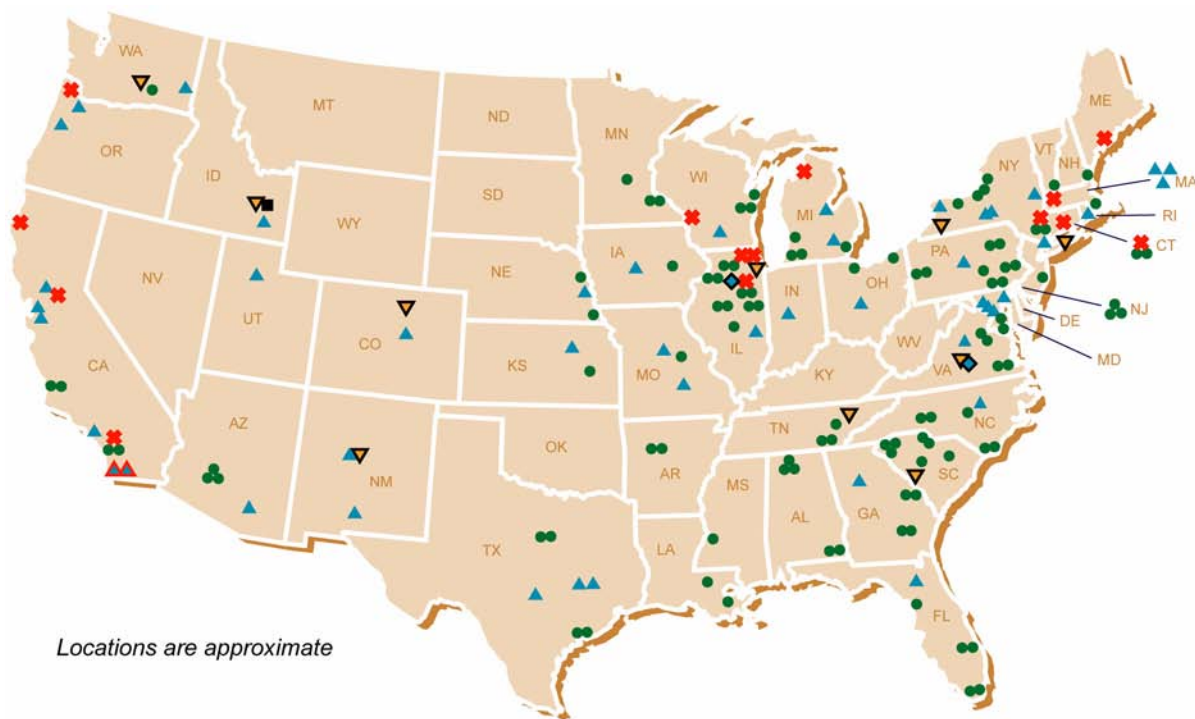 WA
MT
ND
MN
ME
VT
NH
NY
MA
OR
ID
SD
WI
MI
RI
WY
CT
IA
PA
NE
NV
OH
NJ
UT
IN
IL
DE
CO
WV
MD
KS
MO
KY
VA
CA
AZ
TN
NC
OK
NM
AR
SC
MS
AL
GA
TX
LA
FL
Locations are approximate